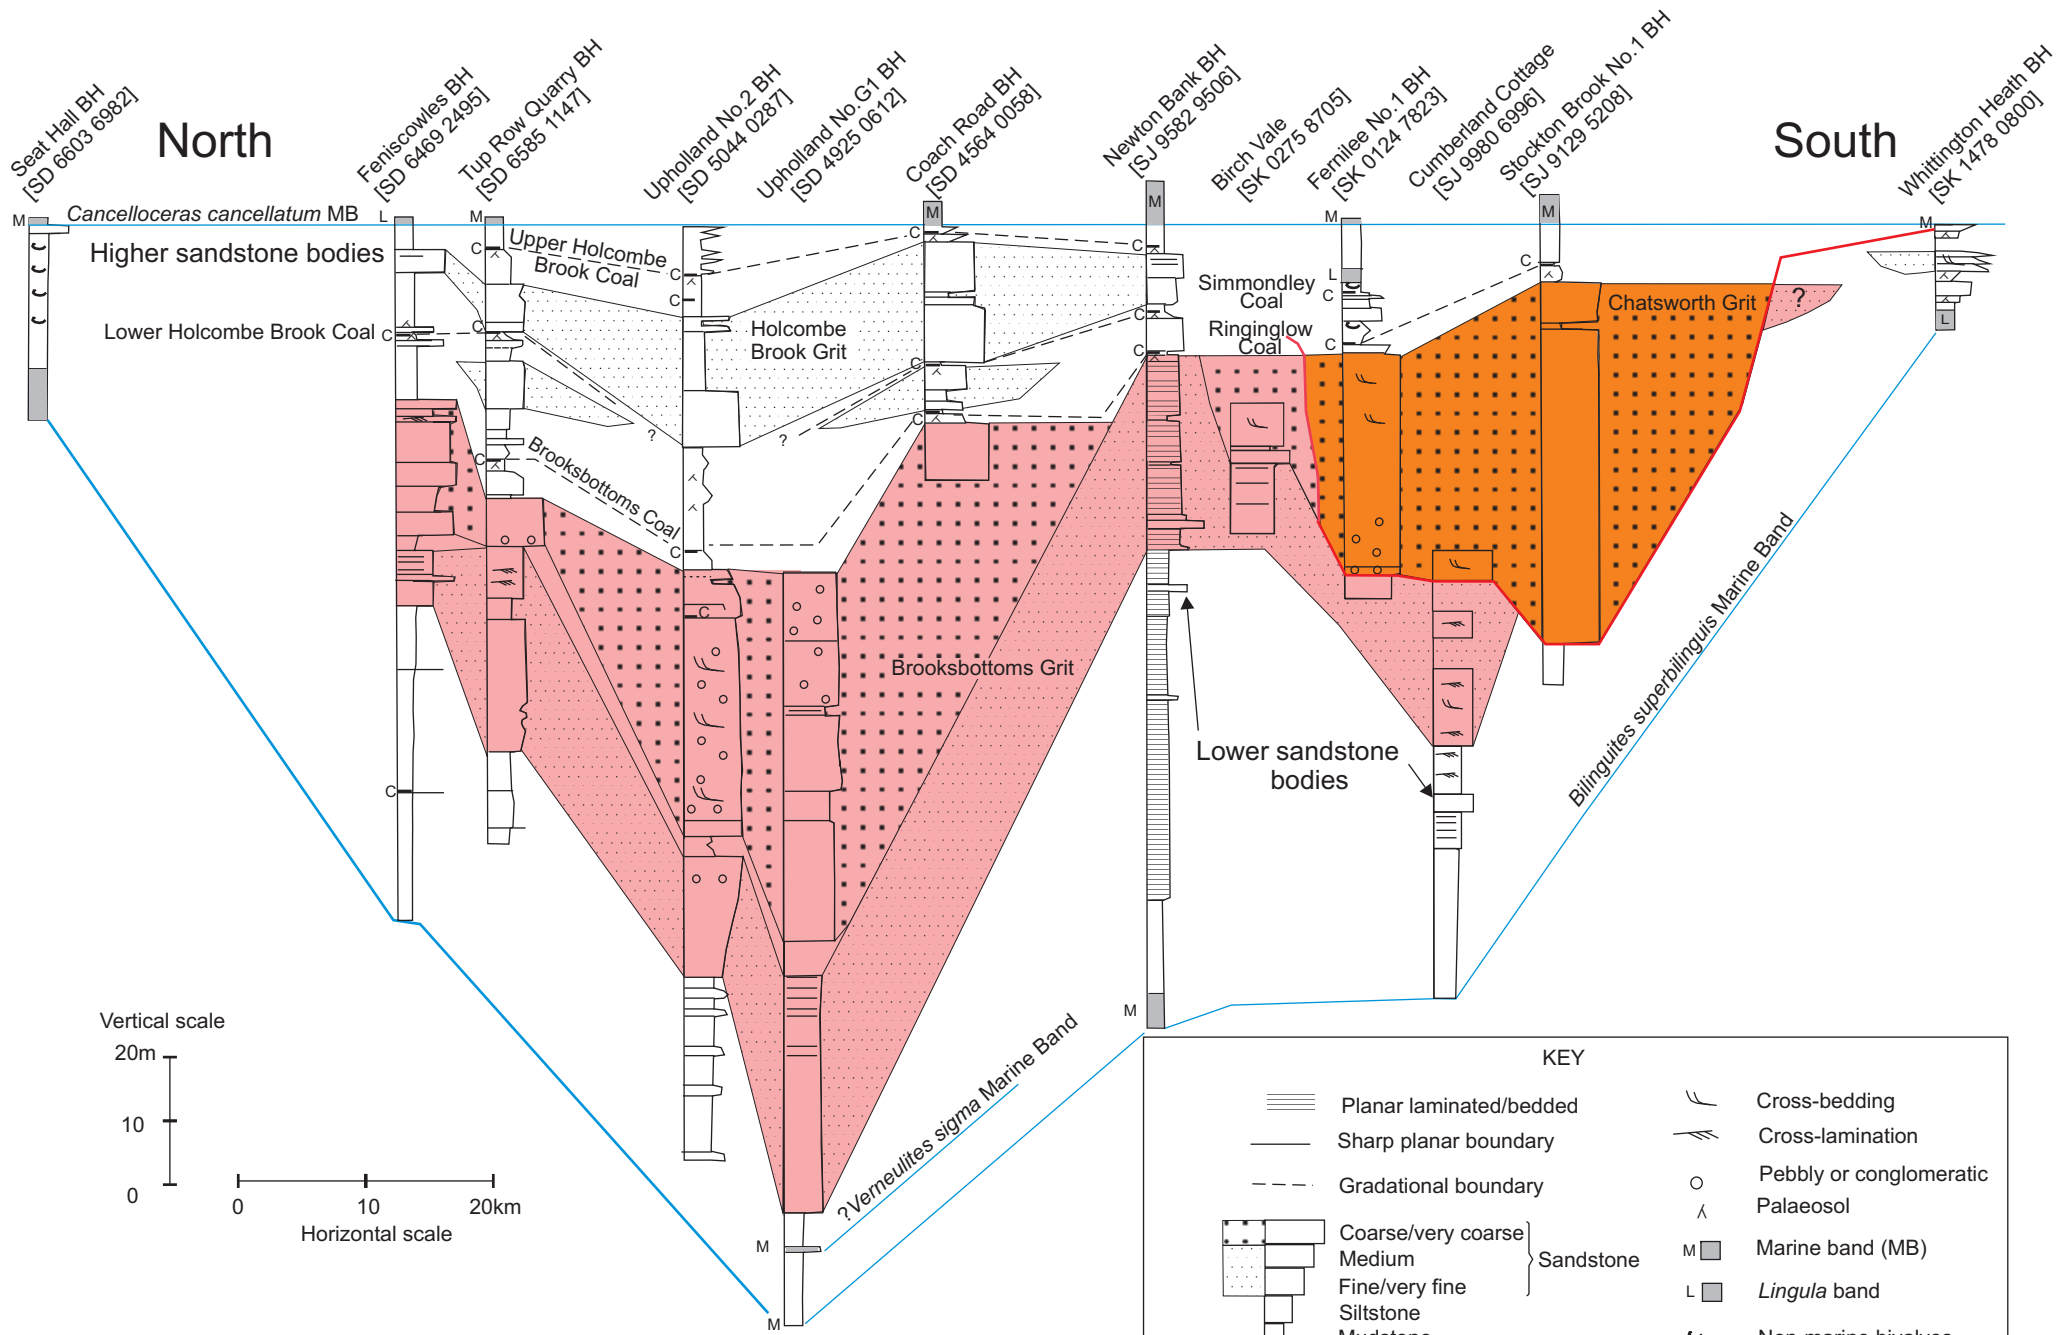 Seat Hall BH
[SD 6603 6982]
North
Feniscowles BH
[SD 6469 2495]
Tup Row Quarry BH
[SD 6585 1147]
Upholland No.2 BH
[SD 5044 0287]
Upholland No.G1 BH
[SD 4925 0612]
Coach Road BH
[SD 4564 0058]
Newton Bank BH
[SJ 9582 9506]
Birch Vale
[SK 0275 8705]
Fernilee No.1 BH
[SK 0124 7823]
Cumberland Cottage
[SJ 9980 6996]
Stockton Brook No.1 BH
[SJ 9129 5208]
South
Whittington Heath BH
[SK 1478 0800]
M
Cancelloceras cancellatum MB
L
M
M
M
M
M
M
Higher sandstone bodies
Upper Holcombe
Brook Coal
C
C
C
C
C
C
Lower Holcombe Brook Coal
C
C
C
C
C
C
Holcombe
Brook Grit
Simmondley
Coal
L
C
Ringinglow
Coal
C
Chatsworth Grit
?
L
?
?
Brooksbottoms Coal
C
C
C
C
C
Brooksbottoms Grit
Lower sandstone
bodies
Bilinguites superbilinguis Marine Band
?Verneulites sigma Marine Band
M
M
M
Vertical scale
20m
10
0
0
10
20km
Horizontal scale
KEY
Planar laminated/bedded
Sharp planar boundary
Gradational boundary
Coarse/very coarse
Medium
Fine/very fine
Sandstone
Siltstone
Mudstone
Cross-bedding
Cross-lamination
Pebbly or conglomeratic
Palaeosol
M
Marine band (MB)
L
Lingula band
Non-marine bivalves